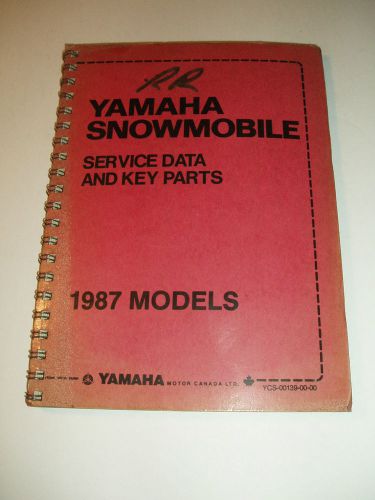 RR
YAMAHA
SNOWMOBILE
SERVICE DATA
AND KEY PARTS
1987 MODELS
YAMAHA MOTOR CANADA LTD.
YCS-00139-00-00